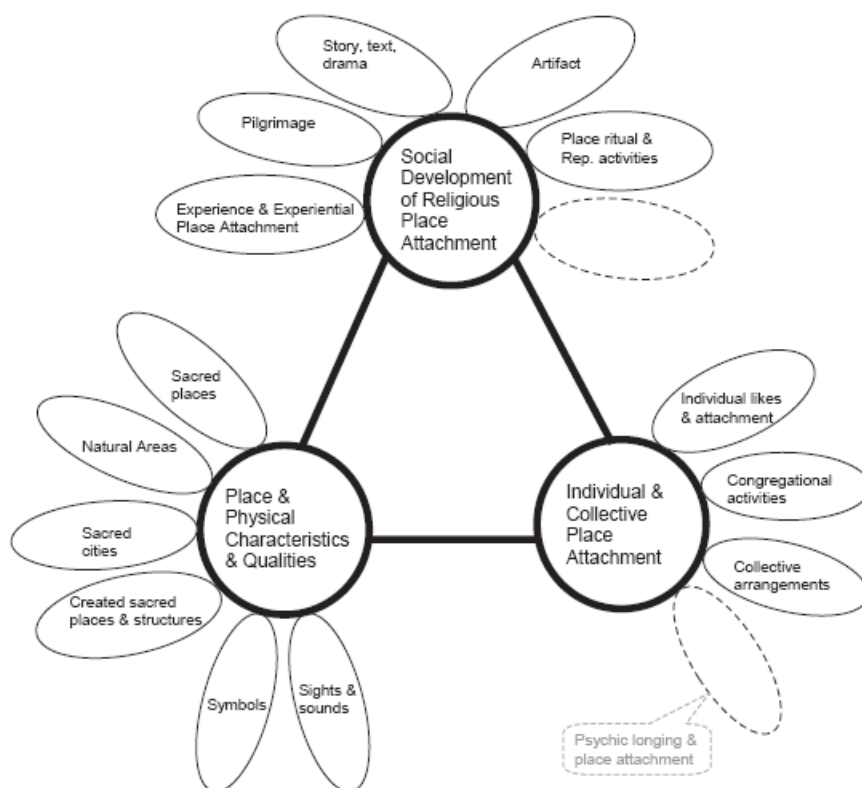 Story, text,
drama
Artifact
Pilgrimage
Place ritual &
Rep. activities
Experience & Experiential
Place Attachment
Social
Development
of Religious
Place
Attachment
Sacred
places
Natural Areas
Sacred
cities
Created sacred
places & structures
Symbols
Sights &
sounds
Place &
Physical
Characteristics
& Qualities
Individual likes
& attachment
Congregational
activities
Collective
arrangements
Individual &
Collective
Place
Attachment
Psychic longing &
place attachment